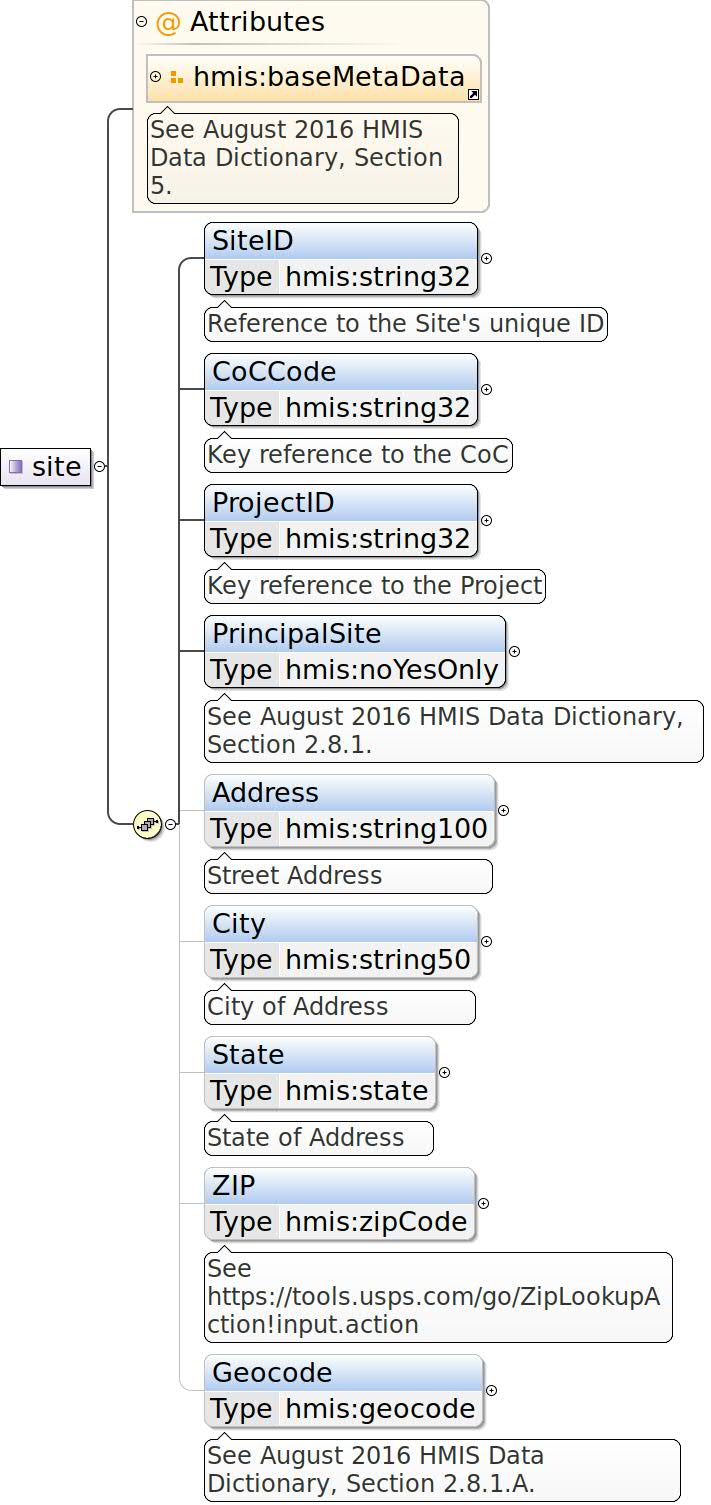 @ Attributes
hmis:baseMetaData
See August 2016 HMIS
Data Dictionary, Section
5.
SiteID
Type hmis:string32
Reference to the Site's unique ID
CoCCode
Type hmis:string32
Key reference to the CoC
site
ProjectID
Type hmis:string32
Key reference to the Project
PrincipalSite
Type hmis:noYesOnly
See August 2016 HMIS Data Dictionary,
Section 2.8.1.
Address
Type hmis:string100
Street Address
City
Type hmis:string50
City of Address
State
Type hmis:state
State of Address
ZIP
Type hmis:zipCode
See
https://tools.usps.com/go/ZipLookupA
ction!input.action
Geocode
Type hmis:geocode
See August 2016 HMIS Data
Dictionary, Section 2.8.1.A.